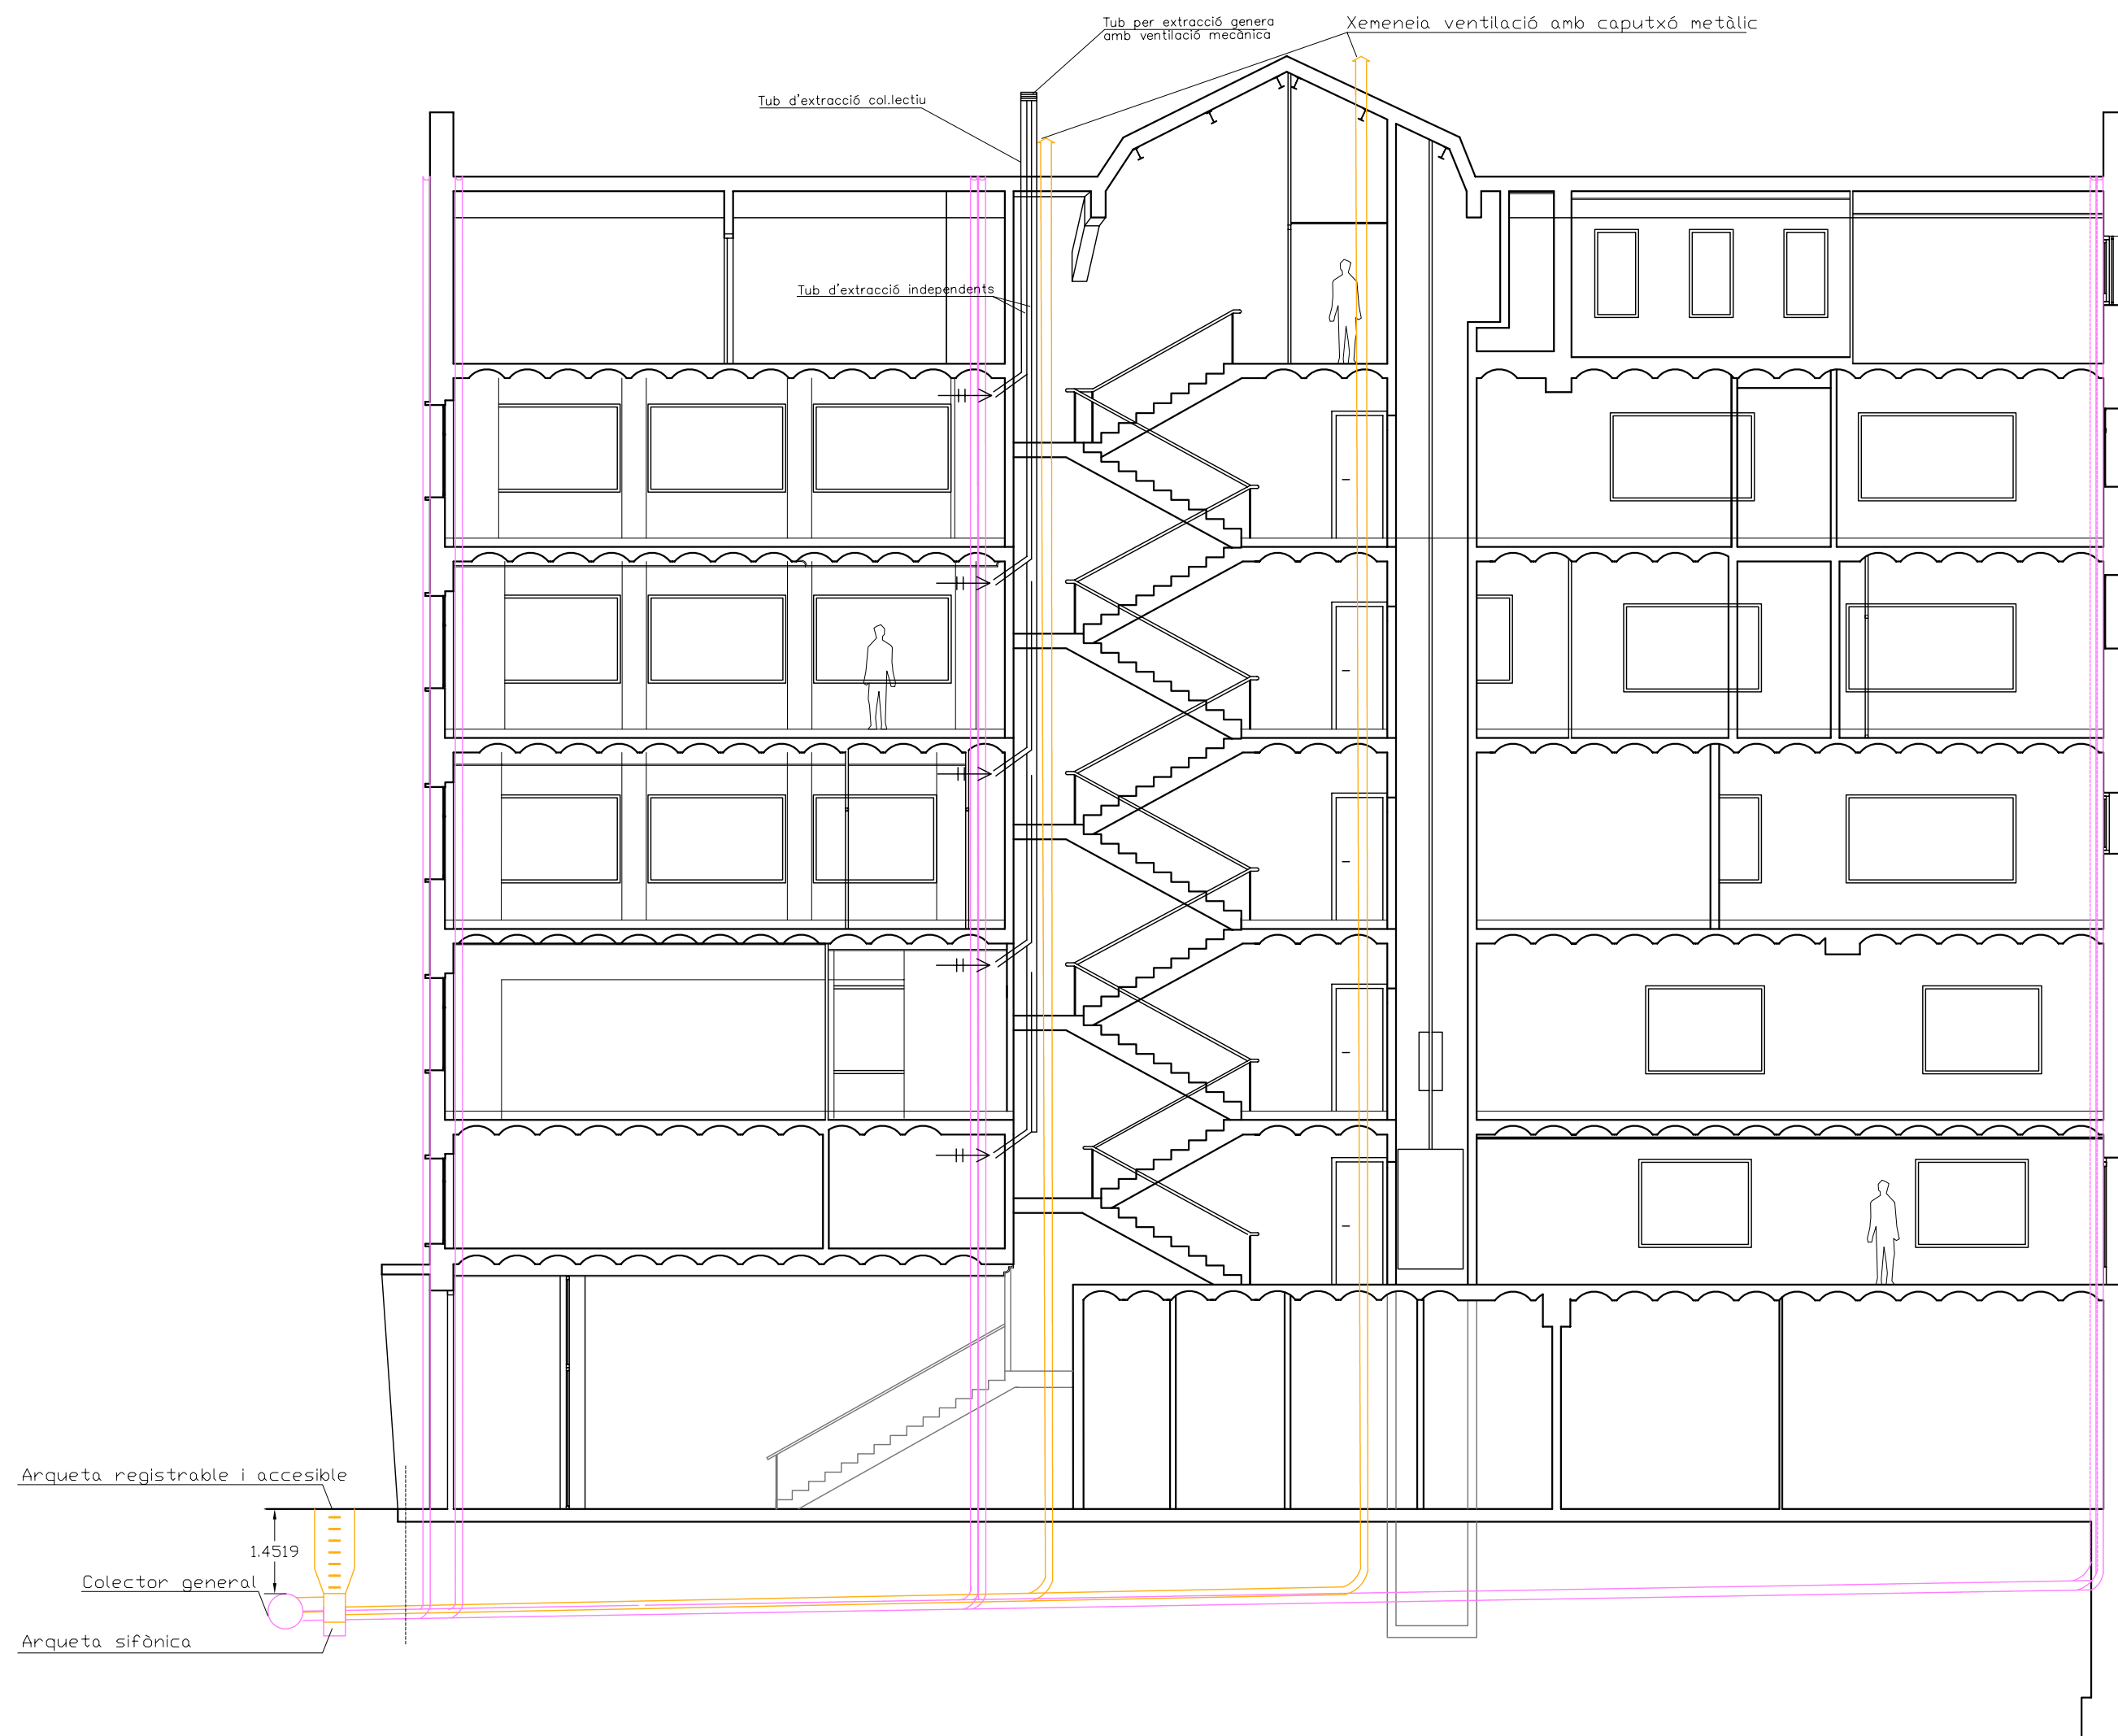 Tub per extracció genera
amb ventilació mecànica
Xemeneia ventilació amb caputxó metàlic
Tub d'extracció col.lectiu
Tub d'extracció independents
Arqueta registrable i accesible
1.4519
Colector general
Arqueta sifònica